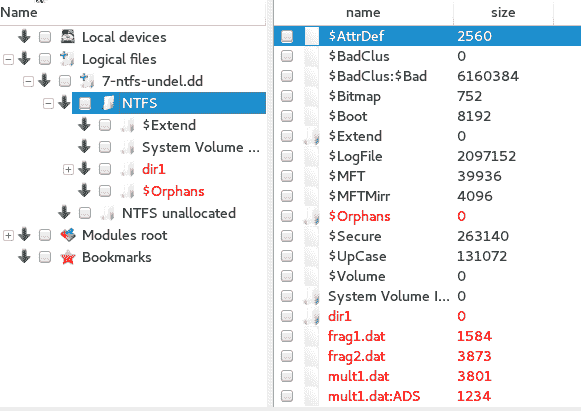 Name
Local devices
Logical files
7-ntfs-undel.dd
NTFS
$Extend
System Volume ...
dir1
$Orphans
NTFS unallocated
Modules root
Bookmarks
name size
$AttrDef 2560
$BadClus 0
$BadClus:$Bad 6160384
$Bitmap 752
$Boot 8192
$Extend 0
$LogFile 2097152
$MFT 39936
$MFTMirr 4096
$Orphans 0
$Secure 263140
$UpCase 131072
$Volume 0
System Volume I... 0
dir1 0
frag1.dat 1584
frag2.dat 3873
mult1.dat 3801
mult1.dat:ADS 1234